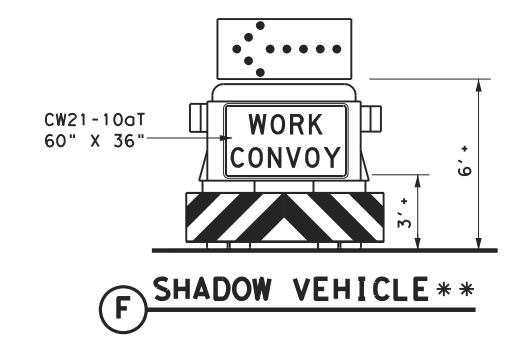 WORK
CONVOY
CW21-10aT
60" X 36"
6'+
3'+
F SHADOW VEHICLE**